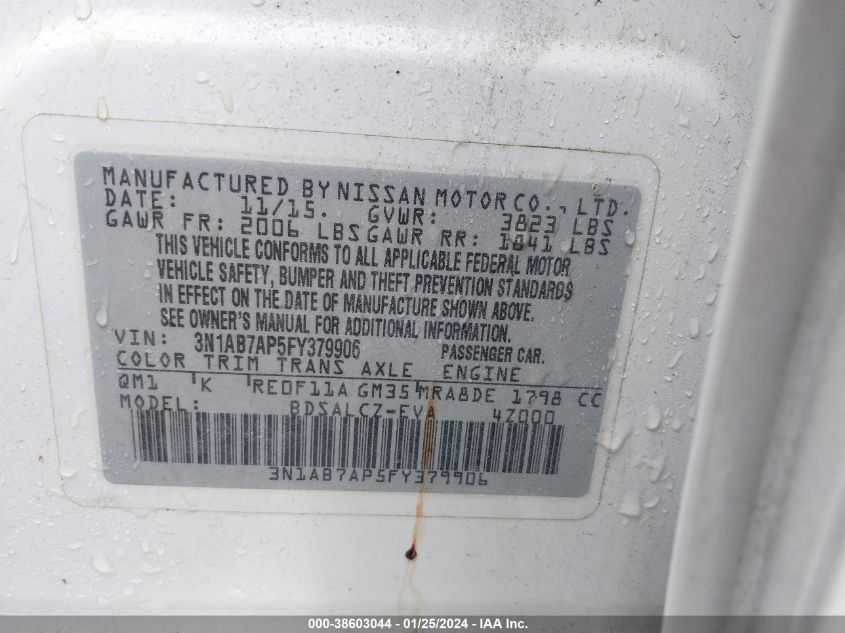 MANUFACTURED BY NISSAN MOTOR CO., LTD.
DATE: 11/15. GVWR: 3823 LBS
GAWR FR: 2006 LBS GAWR RR: 1841 LBS
THIS VEHICLE CONFORMS TO ALL APPLICABLE FEDERAL MOTOR
VEHICLE SAFETY, BUMPER AND THEFT PREVENTION STANDARDS
IN EFFECT ON THE DATE OF MANUFACTURE SHOWN ABOVE.
SEE OWNER'S MANUAL FOR ADDITIONAL INFORMATION.
VIN: 3N1AB7AP5FY379906 PASSENGER CAR.
COLOR TRIM TRANS AXLE ENGINE
QM1 K RE0F11A GM35 MRA8DE 1798 CC
MODEL: BDSALCZ-EVA 4Z000
3N1AB7AP5FY379906
000-38603044 - 01/25/2024 - IAA Inc.